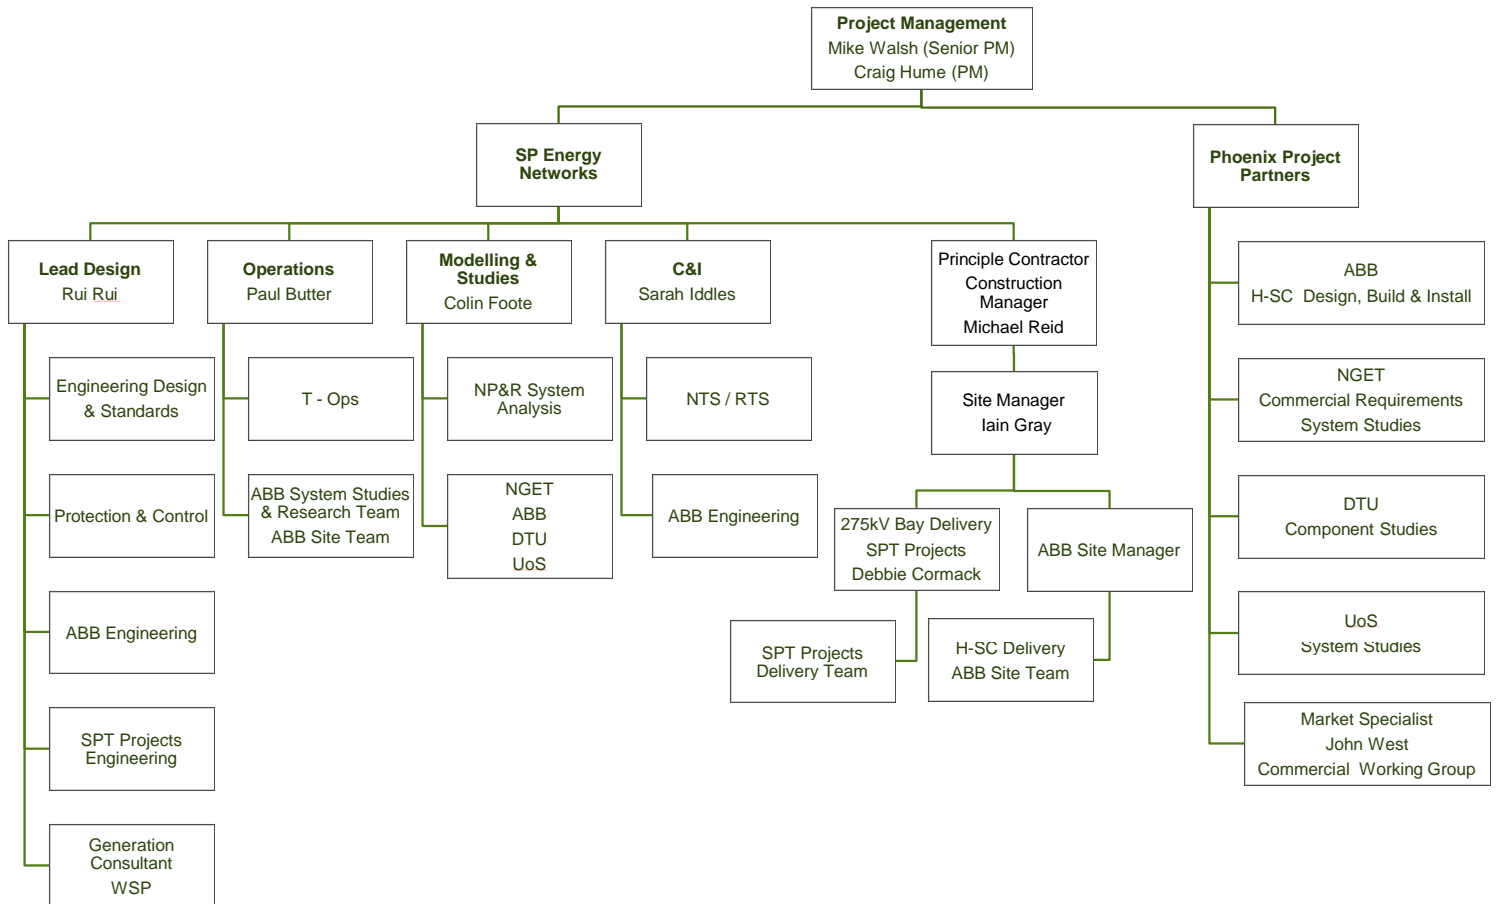 Project Management
Mike Walsh (Senior PM)
Craig Hume (PM)
SP Energy
Networks
Phoenix Project
Partners
Lead Design
Rui Rui
Operations
Paul Butter
Modelling &
Studies
Colin Foote
C&I
Sarah Iddles
Principle Contractor
Construction
Manager
Michael Reid
ABB
H-SC Design, Build & Install
Engineering Design
& Standards
T - Ops
NP&R System
Analysis
NTS / RTS
Site Manager
Iain Gray
NGET
Commercial Requirements
System Studies
Protection & Control
ABB System Studies
& Research Team
ABB Site Team
NGET
ABB
DTU
UoS
ABB Engineering
275kV Bay Delivery
SPT Projects
Debbie Cormack
ABB Site Manager
DTU
Component Studies
ABB Engineering
SPT Projects
Delivery Team
H-SC Delivery
ABB Site Team
UoS
System Studies
SPT Projects
Engineering
Market Specialist
John West
Commercial Working Group
Generation
Consultant
WSP